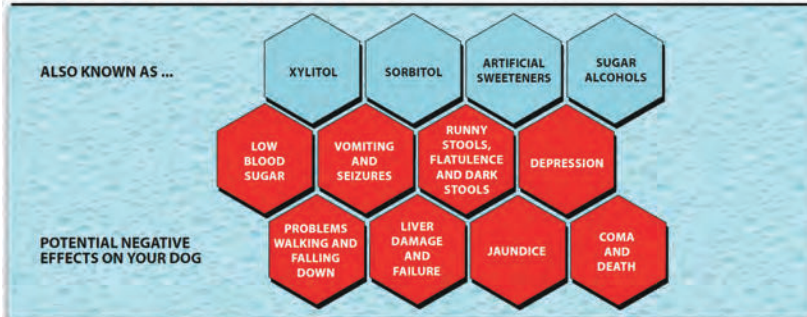 ALSO KNOWN AS ...
XYLITOL
SORBITOL
ARTIFICIAL
SWEETENERS
SUGAR
ALCOHOLS
LOW
BLOOD
SUGAR
VOMITING
AND
SEIZURES
RUNNY
STOOLS,
FLATULENCE
AND DARK
STOOLS
DEPRESSION
POTENTIAL NEGATIVE
EFFECTS ON YOUR DOG
PROBLEMS
WALKING AND
FALLING
DOWN
LIVER
DAMAGE
AND
FAILURE
JAUNDICE
COMA
AND
DEATH